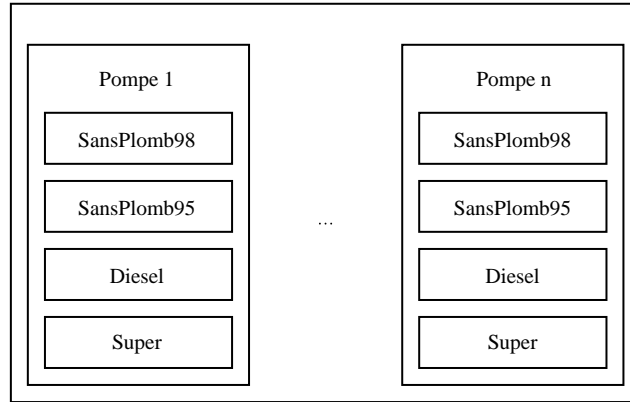 Pompe 1
SansPlomb98
SansPlomb95
Diesel
Super
...
Pompe n
SansPlomb98
SansPlomb95
Diesel
Super